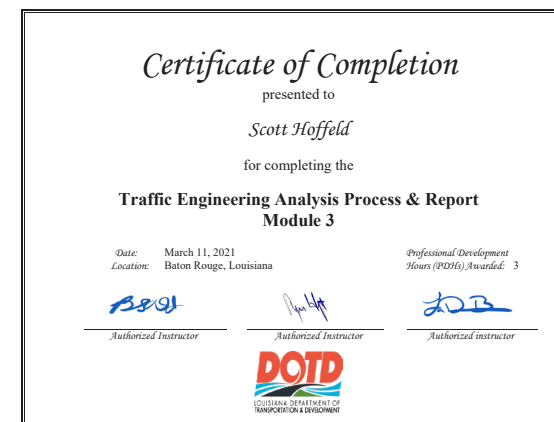 Certificate of Completion
presented to
Scott Hoffeld
for completing the
Traffic Engineering Analysis Process & Report
Module 3
Date: March 11, 2021
Location: Baton Rouge, Louisiana
Professional Development
Hours (PDHs) Awarded: 3
Authorized Instructor
Authorized Instructor
Authorized instructor
DOTD
LOUISIANA DEPARTMENT OF
TRANSPORTATION & DEVELOPMENT